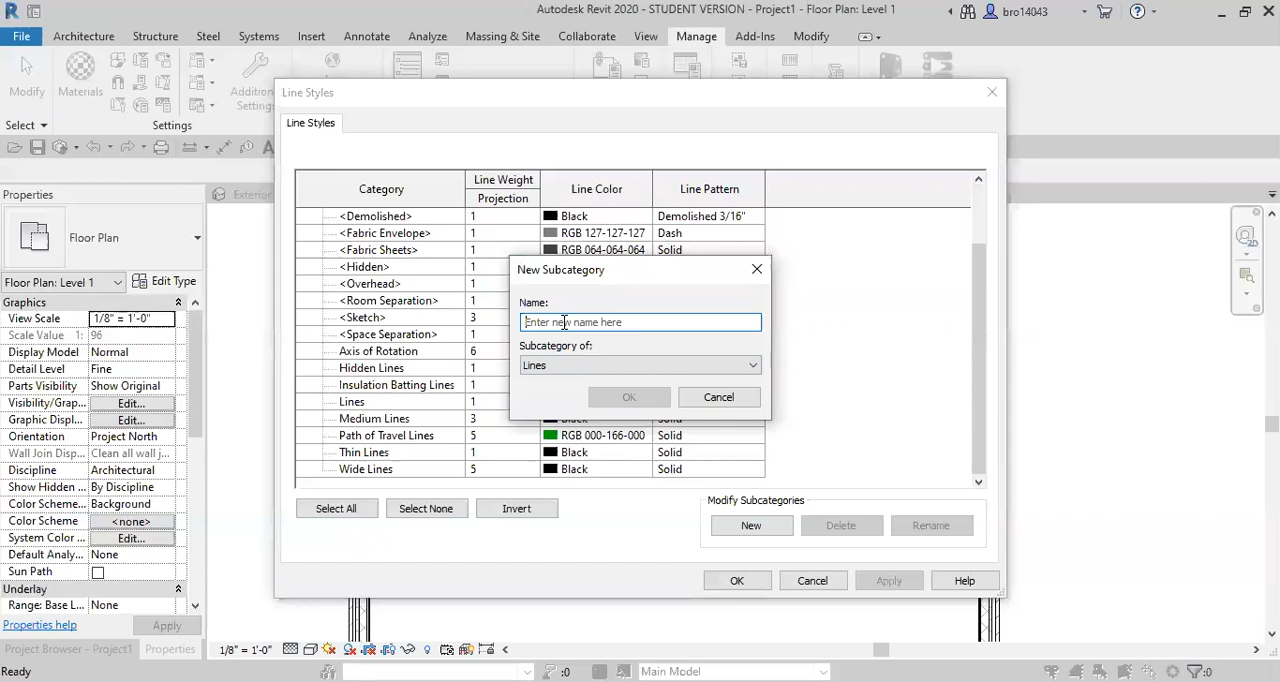 Autodesk Revit 2020 - STUDENT VERSION - Project1 - Floor Plan: Level 1
bro14043
File Architecture Structure Steel Systems Insert Annotate Analyze Massing & Site Collaborate View Manage Add-Ins Modify
Modify
Materials
Addition
Settings
Select
Settings
Properties
Exterior
Floor Plan
Floor Plan: Level 1
Edit Type
Graphics
View Scale 1/8" = 1'-0"
Scale Value 1: 96
Display Model Normal
Detail Level Fine
Parts Visibility Show Original
Visibility/Grap... Edit...
Graphic Displ... Edit...
Orientation Project North
Wall Join Disp... Clean all wall j...
Discipline Architectural
Show Hidden ... By Discipline
Color Scheme... Background
Color Scheme <none>
System Color ... Edit...
Default Analy... None
Sun Path
Underlay
Range: Base L... None
Properties help
Apply
Project Browser - Project1
Properties
Line Styles
Line Styles
Category
Line Weight
Projection
Line Color
Line Pattern
<Demolished> 1 Black Demolished 3/16"
<Fabric Envelope> 1 RGB 127-127-127 Dash
<Fabric Sheets> 1 RGB 064-064-064 Solid
<Hidden> 1
<Overhead> 1
<Room Separation> 1
<Sketch> 3
<Space Separation> 1
Axis of Rotation 6
Hidden Lines 1
Insulation Batting Lines 1
Lines 1
Medium Lines 3
Path of Travel Lines 5 RGB 000-166-000 Solid
Thin Lines 1 Black Solid
Wide Lines 5 Black Solid
New Subcategory
Name:
Enter new name here
Subcategory of:
Lines
OK
Cancel
Select All
Select None
Invert
Modify Subcategories
New
Delete
Rename
OK
Cancel
Apply
Help
1/8" = 1'-0"
Ready
:0
Main Model
:0